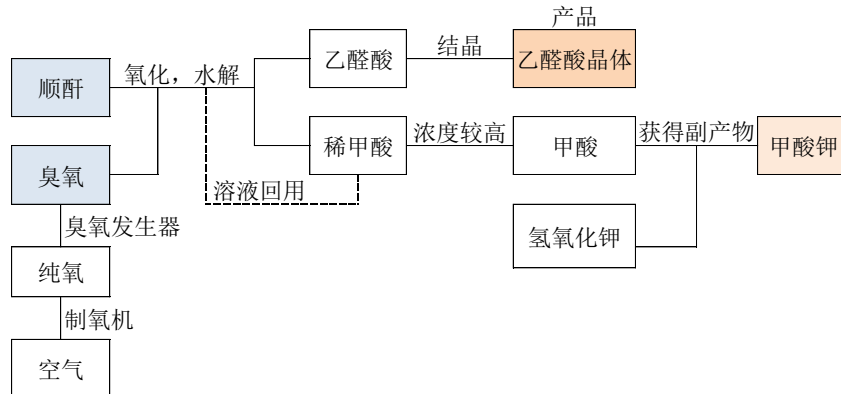 产品
顺酐
氧化，水解
乙醛酸
结晶
乙醛酸晶体
臭氧
稀甲酸
浓度较高
甲酸
获得副产物
甲酸钾
溶液回用
臭氧发生器
氢氧化钾
纯氧
制氧机
空气